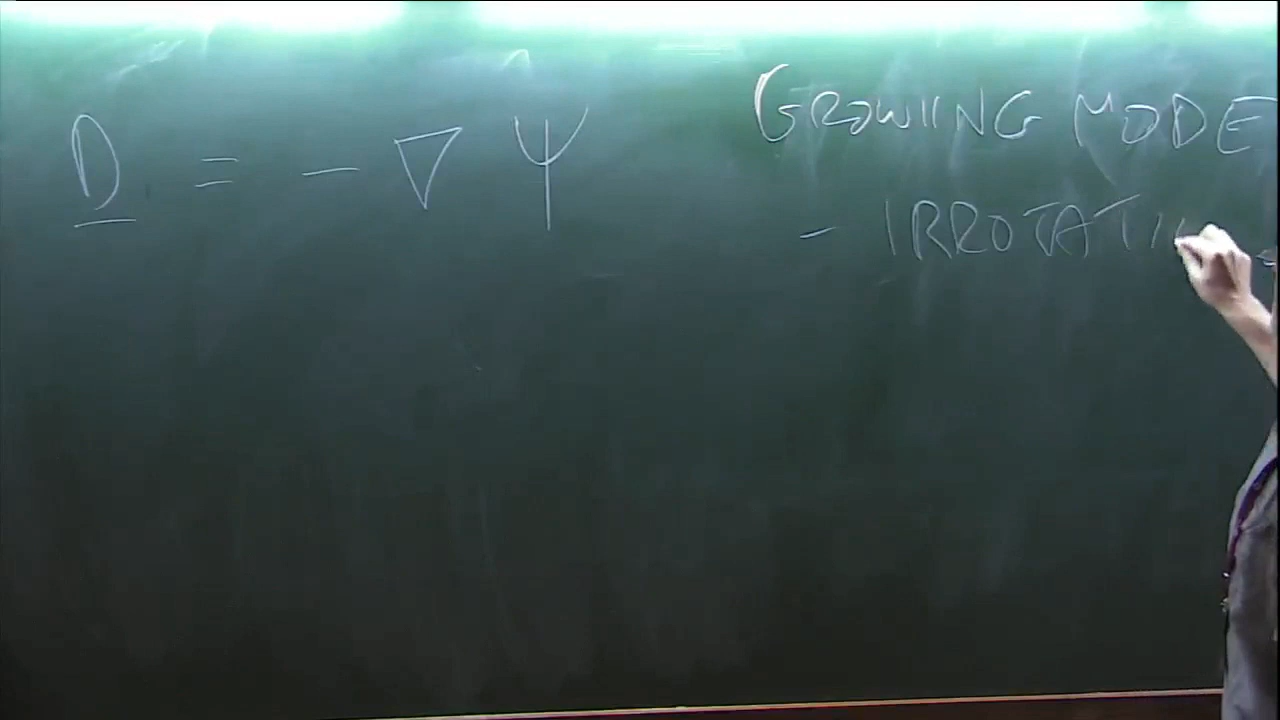 D = - ∇ Ψ
GROWING MODE
- IRROTATI